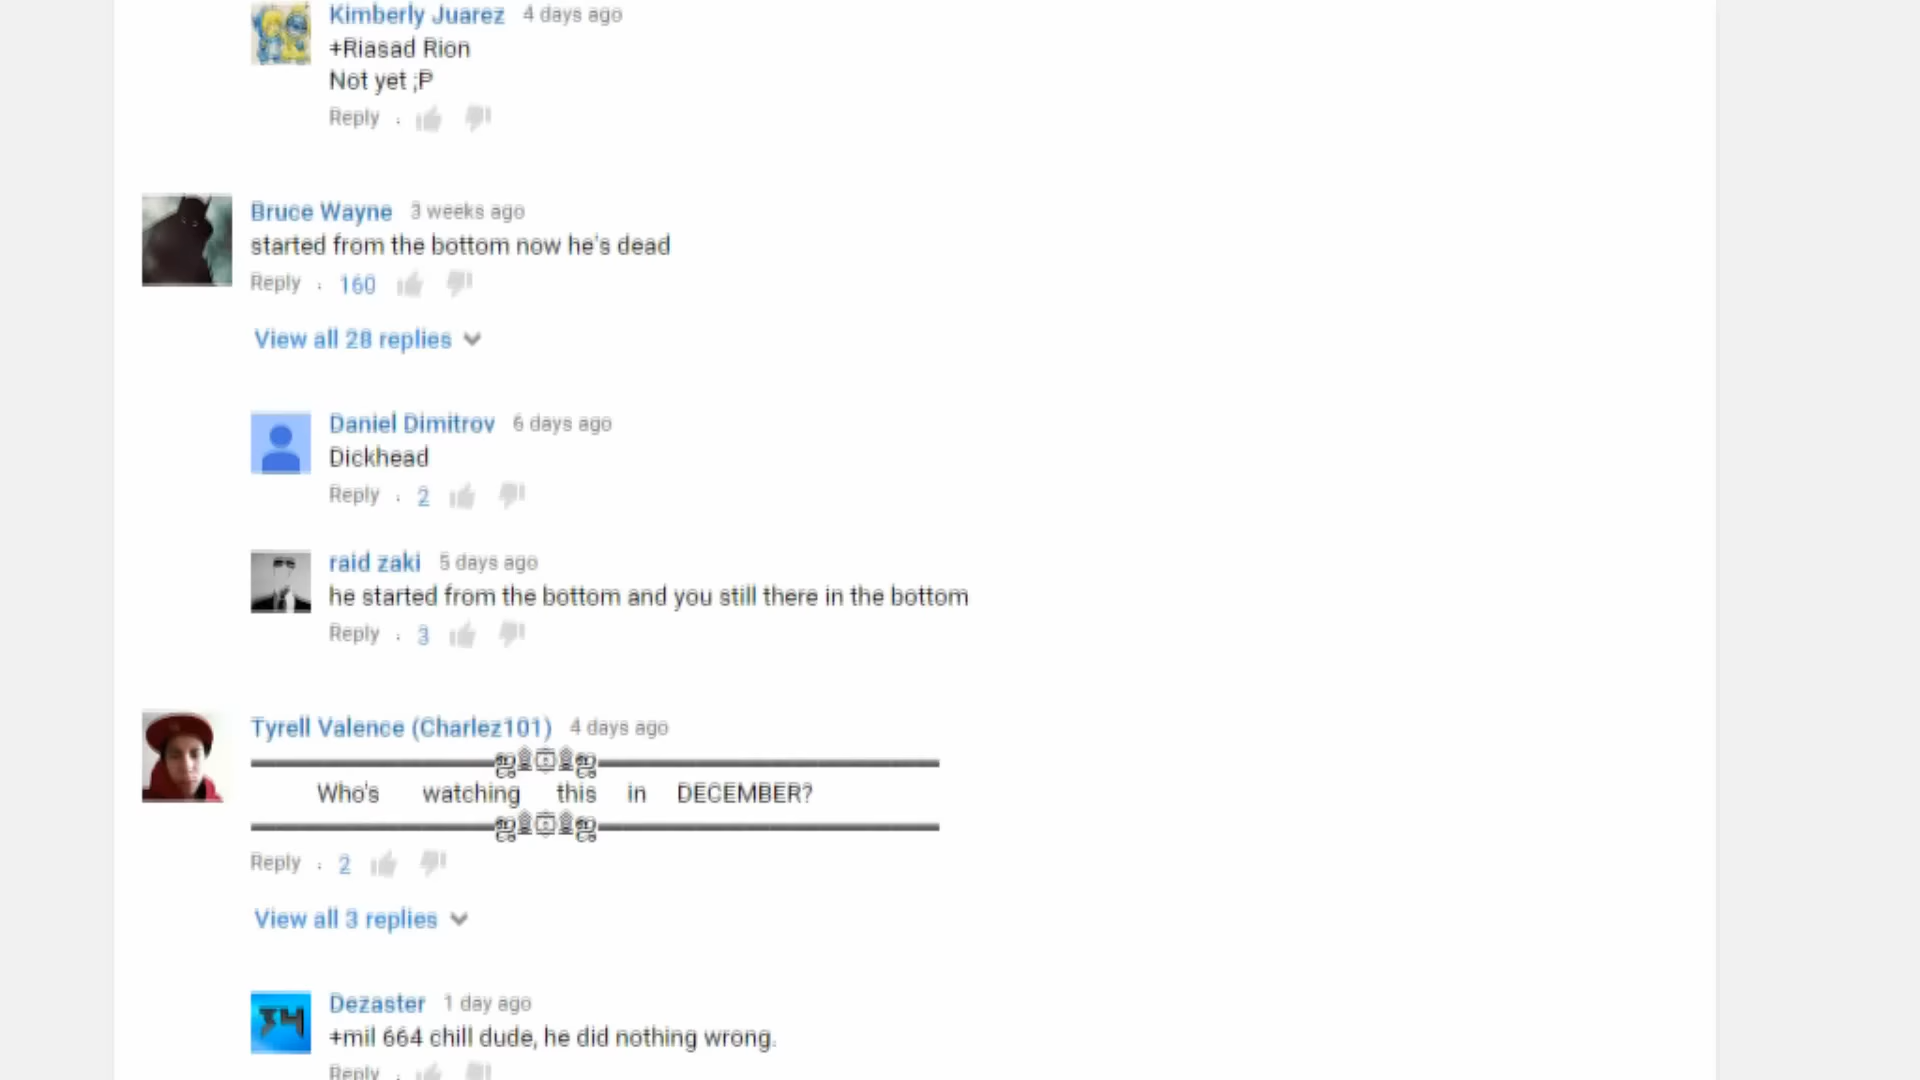 Kimberly Juarez 4 days ago
+Riasad Rion
Not yet ;P
Reply
Bruce Wayne 3 weeks ago
started from the bottom now he's dead
Reply 160
View all 28 replies
Daniel Dimitrov 6 days ago
Dickhead
Reply 2
raid zaki 5 days ago
he started from the bottom and you still there in the bottom
Reply 3
Tyrell Valence (Charlez101) 4 days ago
Who's watching this in DECEMBER?
Reply 2
View all 3 replies
Dezaster 1 day ago
+mil 664 chill dude, he did nothing wrong.
Reply